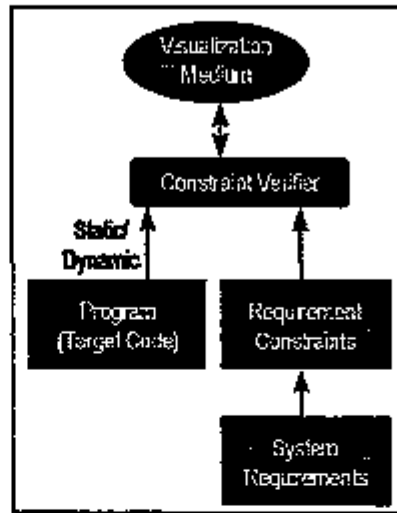 Visualization
Medium
Constraint Verifier
Static/
Dynamic
Program
(Target Code)
Requirement
Constraints
System
Requirements